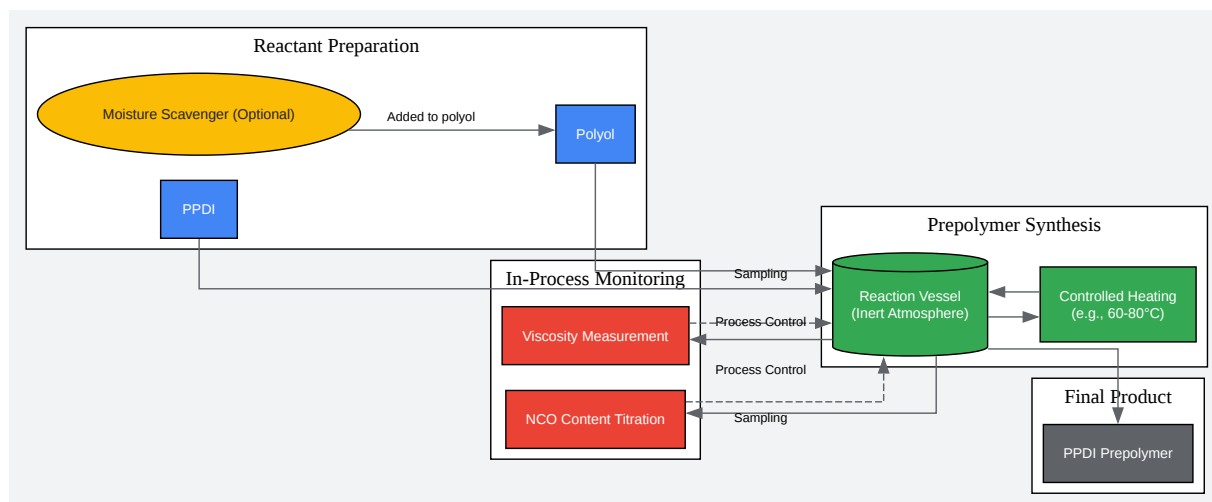 Reactant Preparation
Moisture Scavenger (Optional)
Added to polyol
Polyol
PPDI
Prepolymer Synthesis
In-Process Monitoring
Sampling
Reaction Vessel
(Inert Atmosphere)
Controlled Heating
(e.g., 60-80°C)
Viscosity Measurement
Process Control
Process Control
NCO Content Titration
Sampling
Final Product
PPDI Prepolymer